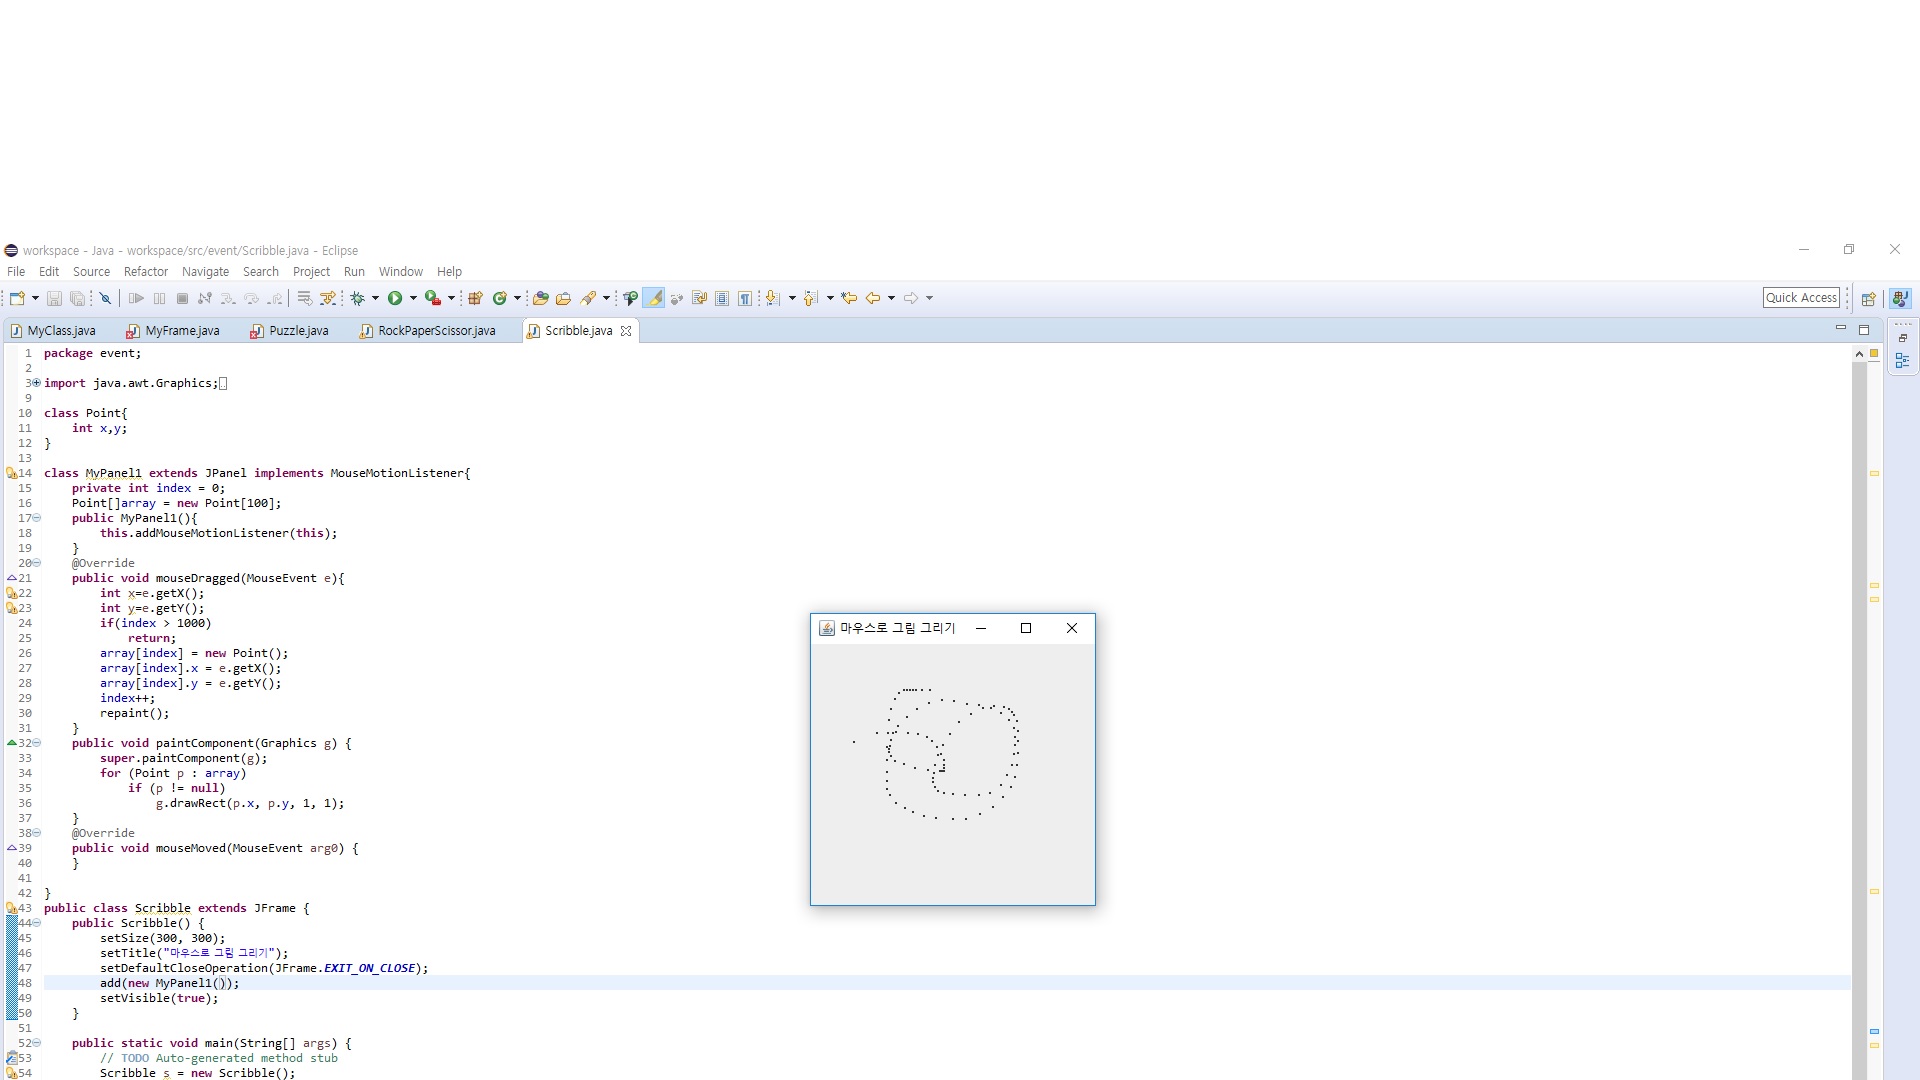 workspace - Java - workspace/src/event/Scribble.java - Eclipse
File Edit Source Refactor Navigate Search Project Run Window Help
Quick Access
MyClass.java MyFrame.java Puzzle.java RockPaperScissor.java Scribble.java
1 package event;
2
3 import java.awt.Graphics;
9
10 class Point{
11 int x,y;
12 }
13
14 class MyPanel1 extends JPanel implements MouseMotionListener{
15 private int index = 0;
16 Point[]array = new Point[100];
17 public MyPanel1(){
18 this.addMouseMotionListener(this);
19 }
20 @Override
21 public void mouseDragged(MouseEvent e){
22 int x=e.getX();
23 int y=e.getY();
24 if(index > 1000)
25 return;
26 array[index] = new Point();
27 array[index].x = e.getX();
28 array[index].y = e.getY();
29 index++;
30 repaint();
31 }
32 public void paintComponent(Graphics g) {
33 super.paintComponent(g);
34 for (Point p : array)
35 if (p != null)
36 g.drawRect(p.x, p.y, 1, 1);
37 }
38 @Override
39 public void mouseMoved(MouseEvent arg0) {
40 }
41
42 }
43 public class Scribble extends JFrame {
44 public Scribble() {
45 setSize(300, 300);
46 setTitle("마우스로 그림 그리기");
47 setDefaultCloseOperation(JFrame.EXIT_ON_CLOSE);
48 add(new MyPanel1());
49 setVisible(true);
50 }
51
52 public static void main(String[] args) {
53 // TODO Auto-generated method stub
54 Scribble s = new Scribble();
마우스로 그림 그리기